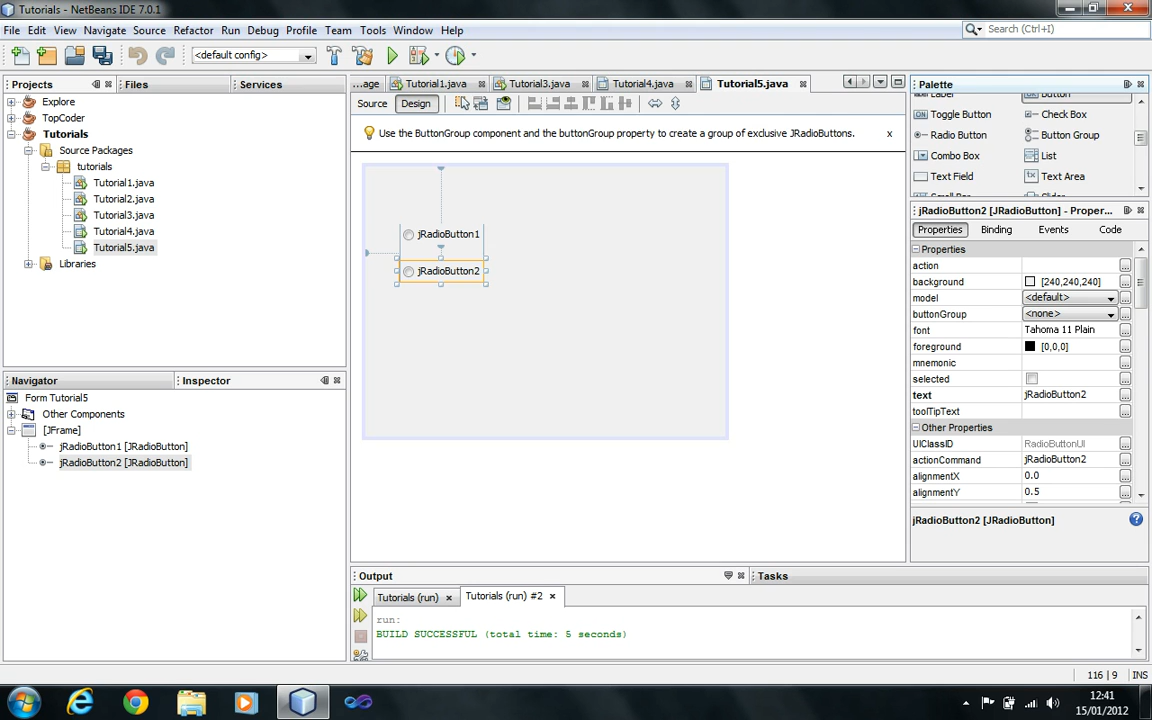 Tutorials - NetBeans IDE 7.0.1
File Edit View Navigate Source Refactor Run Debug Profile Team Tools Window Help
Search (Ctrl+I)
<default config>
Projects
Files
Services
Explore
TopCoder
Tutorials
Source Packages
tutorials
Tutorial1.java
Tutorial2.java
Tutorial3.java
Tutorial4.java
Tutorial5.java
Libraries
Navigator
Inspector
Form Tutorial5
Other Components
[JFrame]
jRadioButton1 [JRadioButton]
jRadioButton2 [JRadioButton]
...age
Tutorial1.java
Tutorial3.java
Tutorial4.java
Tutorial5.java
Source
Design
Use the ButtonGroup component and the buttonGroup property to create a group of exclusive JRadioButtons.
x
jRadioButton1
jRadioButton2
Palette
Label Button
Toggle Button Check Box
Radio Button Button Group
Combo Box List
Text Field Text Area
Scroll Bar Slider
jRadioButton2 [JRadioButton] - Proper...
Properties Binding Events Code
Properties
action
background [240,240,240]
model <default>
buttonGroup <none>
font Tahoma 11 Plain
foreground [0,0,0]
mnemonic
selected
text jRadioButton2
toolTipText
Other Properties
UIClassID RadioButtonUI
actionCommand jRadioButton2
alignmentX 0.0
alignmentY 0.5
jRadioButton2 [JRadioButton]
Output
Tasks
Tutorials (run)
Tutorials (run) #2
run:
BUILD SUCCESSFUL (total time: 5 seconds)
116 | 9 INS
12:41
15/01/2012